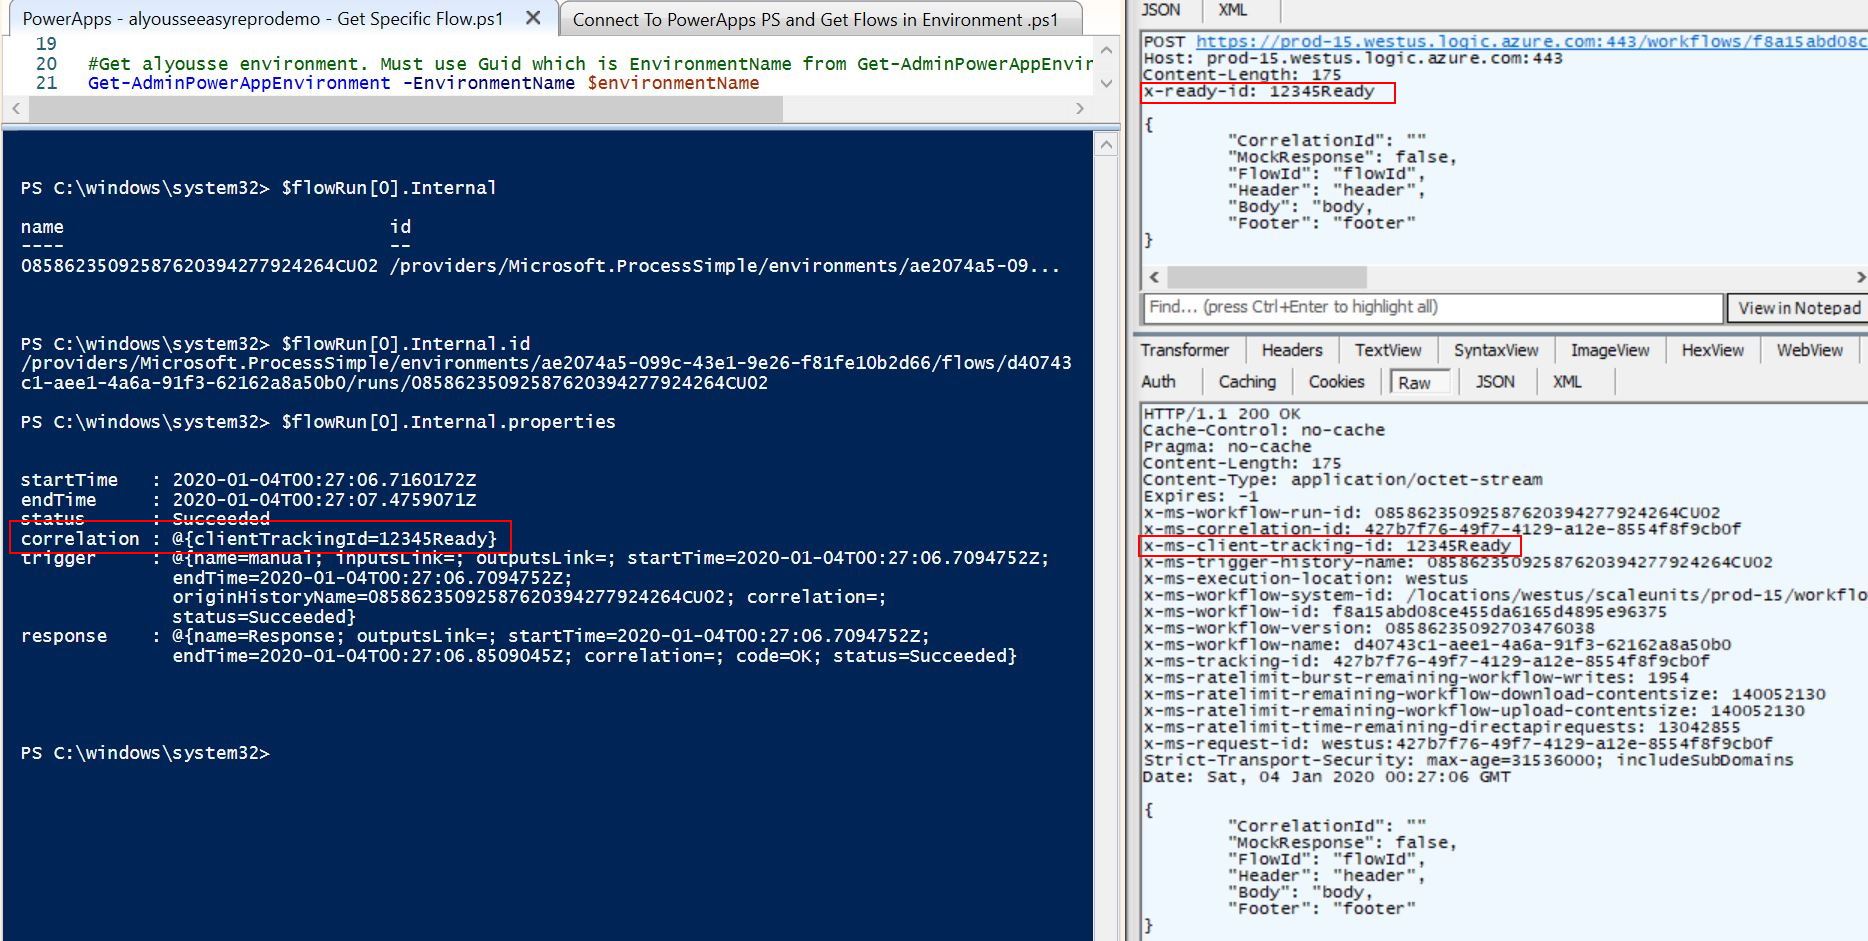 PowerApps - alyousseeasyreprodemo - Get Specific Flow.ps1
Connect To PowerApps PS and Get Flows in Environment .ps1
19
20 #Get alyousse environment. Must use Guid which is EnvironmentName from Get-AdminPowerAppEnvir
21 Get-AdminPowerAppEnvironment -EnvironmentName $environmentName
PS C:\windows\system32> $flowRun[0].Internal
name id
---- --
08586235092587620394277924264CU02 /providers/Microsoft.ProcessSimple/environments/ae2074a5-09...
PS C:\windows\system32> $flowRun[0].Internal.id
/providers/Microsoft.ProcessSimple/environments/ae2074a5-099c-43e1-9e26-f81fe10b2d66/flows/d40743
c1-aee1-4a6a-91f3-62162a8a50b0/runs/08586235092587620394277924264CU02
PS C:\windows\system32> $flowRun[0].Internal.properties
startTime : 2020-01-04T00:27:06.7160172Z
endTime : 2020-01-04T00:27:07.4759071Z
status : Succeeded
correlation : @{clientTrackingId=12345Ready}
trigger : @{name=manual; inputsLink=; outputsLink=; startTime=2020-01-04T00:27:06.7094752Z;
endTime=2020-01-04T00:27:06.7094752Z;
originHistoryName=08586235092587620394277924264CU02; correlation=;
status=Succeeded}
response : @{name=Response; outputsLink=; startTime=2020-01-04T00:27:06.7094752Z;
endTime=2020-01-04T00:27:06.8509045Z; correlation=; code=OK; status=Succeeded}
PS C:\windows\system32>
JSON XML
POST https://prod-15.westus.logic.azure.com:443/workflows/f8a15abd08c
Host: prod-15.westus.logic.azure.com:443
Content-Length: 175
x-ready-id: 12345Ready
{
"CorrelationId": ""
"MockResponse": false,
"FlowId": "flowId",
"Header": "header",
"Body": "body,
"Footer": "footer"
}
Find... (press Ctrl+Enter to highlight all)
View in Notepad
Transformer Headers TextView SyntaxView ImageView HexView WebView
Auth Caching Cookies Raw JSON XML
HTTP/1.1 200 OK
Cache-Control: no-cache
Pragma: no-cache
Content-Length: 175
Content-Type: application/octet-stream
Expires: -1
x-ms-workflow-run-id: 08586235092587620394277924264CU02
x-ms-correlation-id: 427b7f76-49f7-4129-a12e-8554f8f9cb0f
x-ms-client-tracking-id: 12345Ready
x-ms-trigger-history-name: 08586235092587620394277924264CU02
x-ms-execution-location: westus
x-ms-workflow-system-id: /locations/westus/scaleunits/prod-15/workflo
x-ms-workflow-id: f8a15abd08ce455da6165d4895e96375
x-ms-workflow-version: 08586235092703476038
x-ms-workflow-name: d40743c1-aee1-4a6a-91f3-62162a8a50b0
x-ms-tracking-id: 427b7f76-49f7-4129-a12e-8554f8f9cb0f
x-ms-ratelimit-burst-remaining-workflow-writes: 1954
x-ms-ratelimit-remaining-workflow-download-contentsize: 140052130
x-ms-ratelimit-remaining-workflow-upload-contentsize: 140052130
x-ms-ratelimit-time-remaining-directapirequests: 13042855
x-ms-request-id: westus:427b7f76-49f7-4129-a12e-8554f8f9cb0f
Strict-Transport-Security: max-age=31536000; includeSubDomains
Date: Sat, 04 Jan 2020 00:27:06 GMT
{
"CorrelationId": ""
"MockResponse": false,
"FlowId": "flowId",
"Header": "header",
"Body": "body,
"Footer": "footer"
}